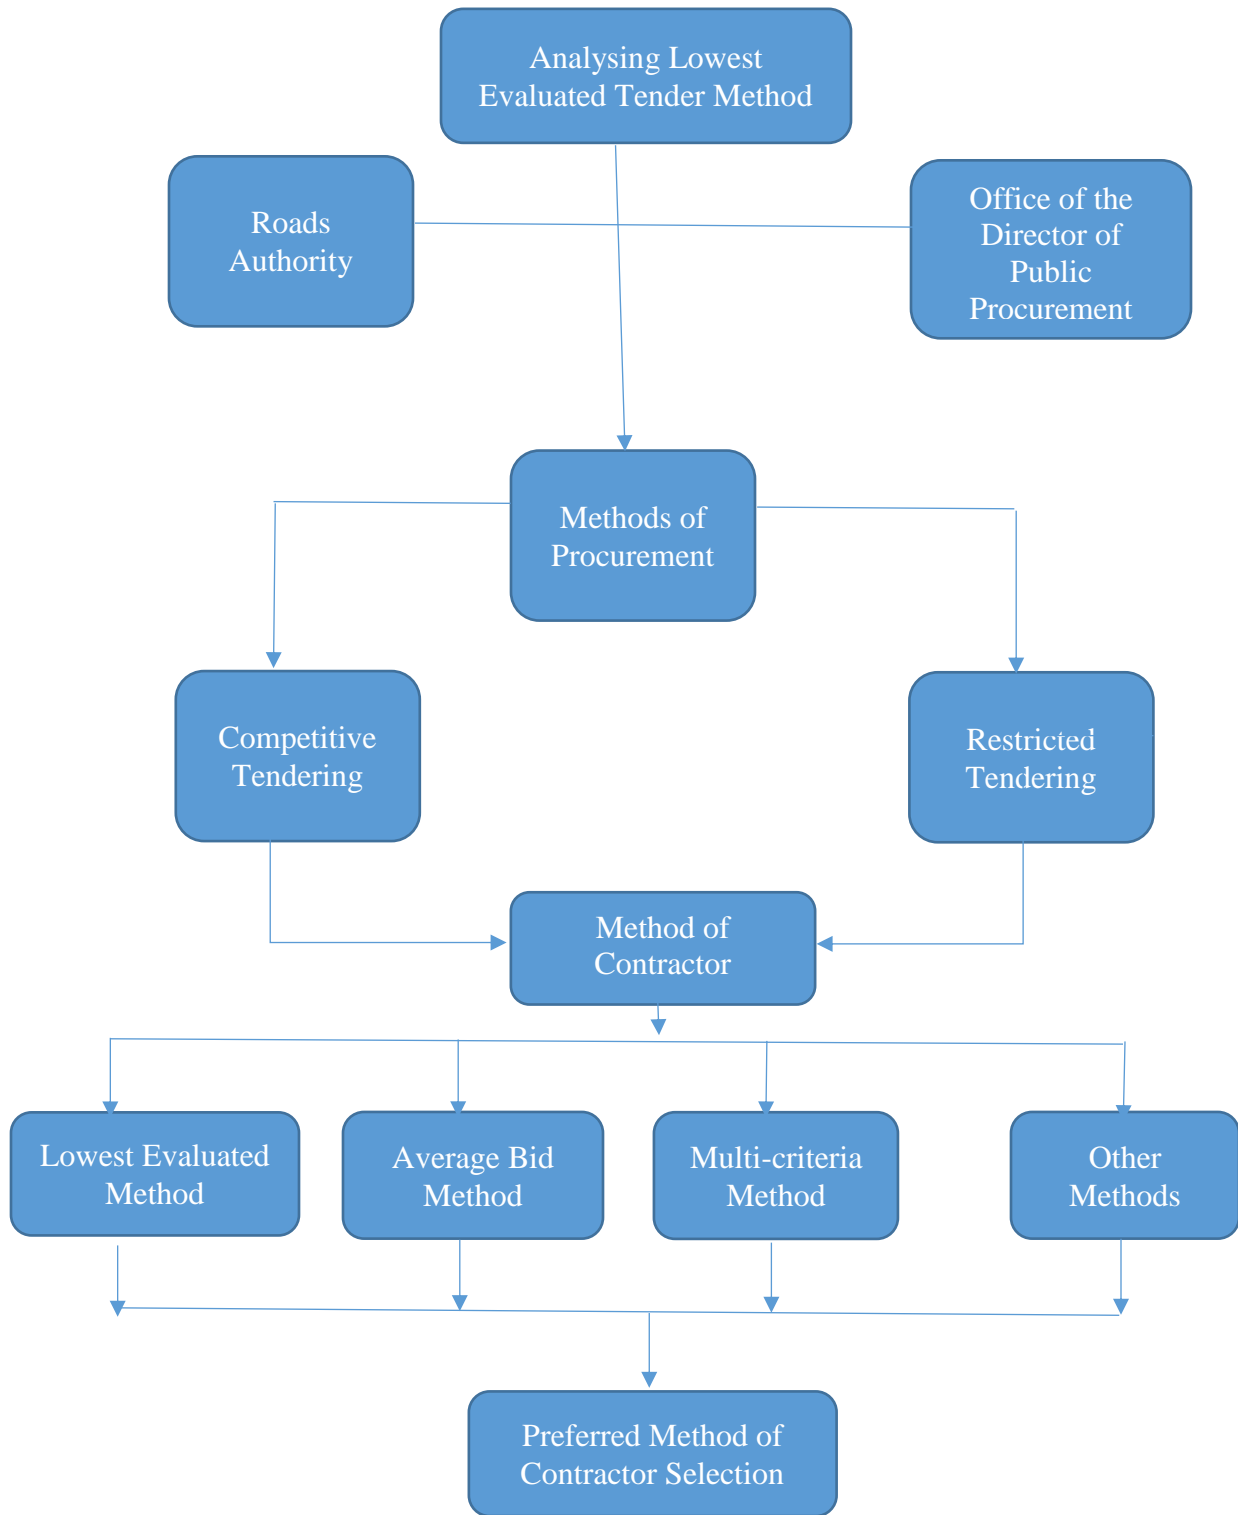 Analysing Lowest
Evaluated Tender Method
Roads
Authority
Office of the
Director of
Public
Procurement
Methods of
Procurement
Competitive
Tendering
Restricted
Tendering
Method of
Contractor
Lowest Evaluated
Method
Average Bid
Method
Multi-criteria
Method
Other
Methods
Preferred Method of
Contractor Selection